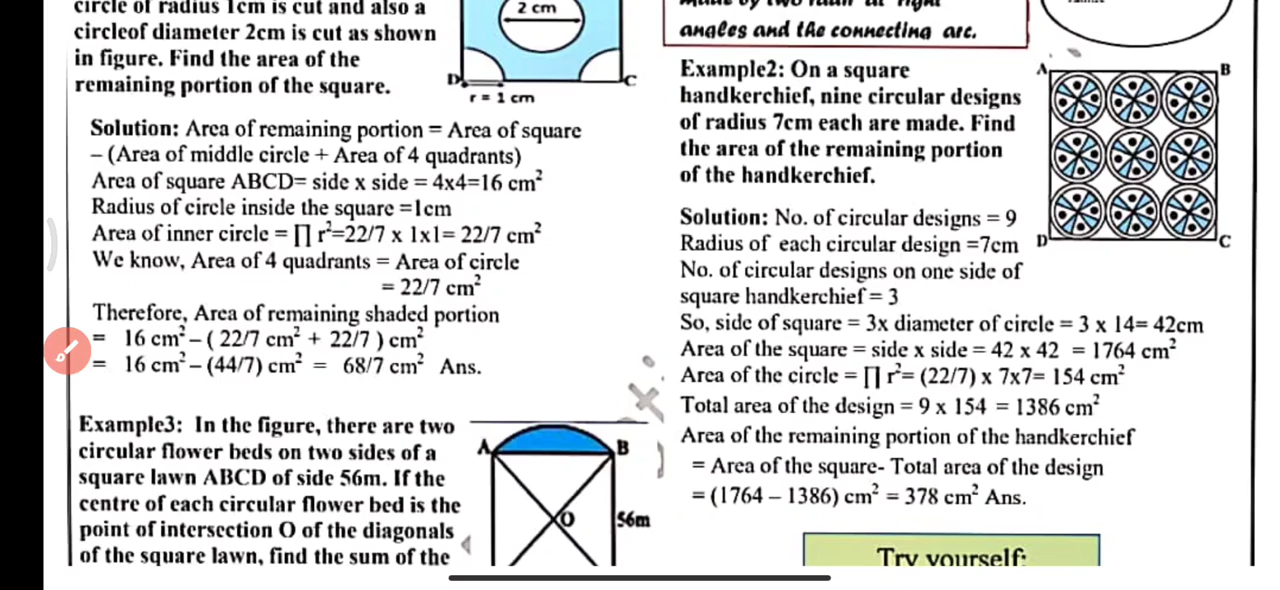 circle of radius 1cm is cut and also a
circleof diameter 2cm is cut as shown
in figure. Find the area of the
remaining portion of the square.
2 cm
D
C
r = 1 cm
Solution: Area of remaining portion = Area of square
– (Area of middle circle + Area of 4 quadrants)
Area of square ABCD= side x side = 4x4=16 cm²
Radius of circle inside the square =1cm
Area of inner circle = ∏ r²=22/7 x 1x1= 22/7 cm²
We know, Area of 4 quadrants = Area of circle
= 22/7 cm²
Therefore, Area of remaining shaded portion
= 16 cm² – ( 22/7 cm² + 22/7 ) cm²
= 16 cm² – (44/7) cm² = 68/7 cm² Ans.
Example3: In the figure, there are two
circular flower beds on two sides of a
square lawn ABCD of side 56m. If the
centre of each circular flower bed is the
point of intersection O of the diagonals
of the square lawn, find the sum of the
A
B
O
56m
angles and the connecting arc.
Example2: On a square
handkerchief, nine circular designs
of radius 7cm each are made. Find
the area of the remaining portion
of the handkerchief.
A
B
D
C
Solution: No. of circular designs = 9
Radius of each circular design =7cm
No. of circular designs on one side of
square handkerchief = 3
So, side of square = 3x diameter of circle = 3 x 14= 42cm
Area of the square = side x side = 42 x 42 = 1764 cm²
Area of the circle = ∏ r²= (22/7) x 7x7= 154 cm²
Total area of the design = 9 x 154 = 1386 cm²
Area of the remaining portion of the handkerchief
= Area of the square- Total area of the design
= (1764 – 1386) cm² = 378 cm² Ans.
Try yourself: